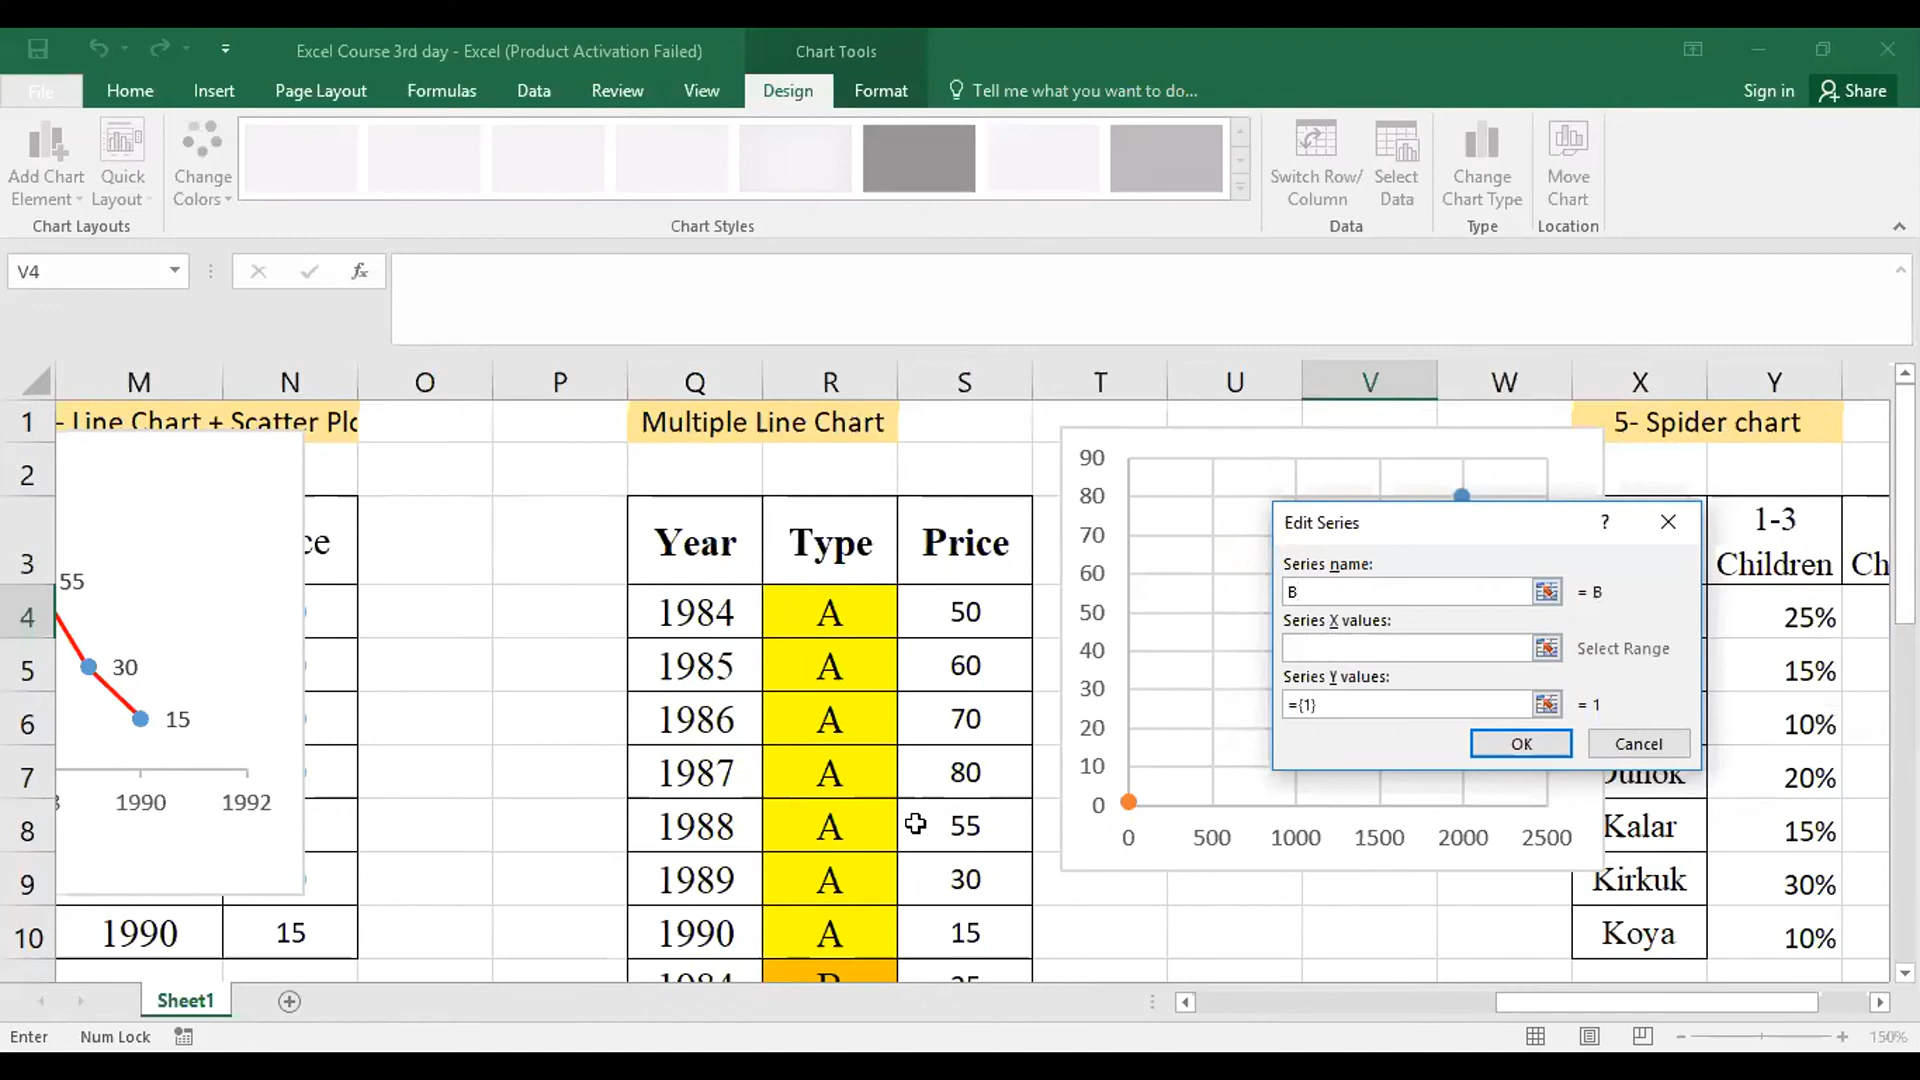 Excel Course 3rd day - Excel (Product Activation Failed)
Chart Tools
File
Home
Insert
Page Layout
Formulas
Data
Review
View
Design
Format
Tell me what you want to do...
Sign in
Share
Add Chart Element
Quick Layout
Change Colors
Switch Row/ Column
Select Data
Change Chart Type
Move Chart
Chart Layouts
Chart Styles
Data
Type
Location
V4
fx
M N O P Q R S T U V W X Y
1 - Line Chart + Scatter Plo Multiple Line Chart 5- Spider chart
2
3 ce Year Type Price 1-3 Children Ch
4 1984 A 50 25%
5 1985 A 60 15%
6 1986 A 70 10%
7 1987 A 80 20%
8 1988 A 55 Kalar 15%
9 1989 A 30 Kirkuk 30%
10 1990 15 1990 A 15 Koya 10%
55
30
15
1990 1992
90
80
70
60
50
40
30
20
10
0
0 500 1000 1500 2000 2500
Edit Series
?
Series name:
B
= B
Series X values:
Select Range
Series Y values:
={1}
= 1
OK
Cancel
Sheet1
Enter
Num Lock
150%